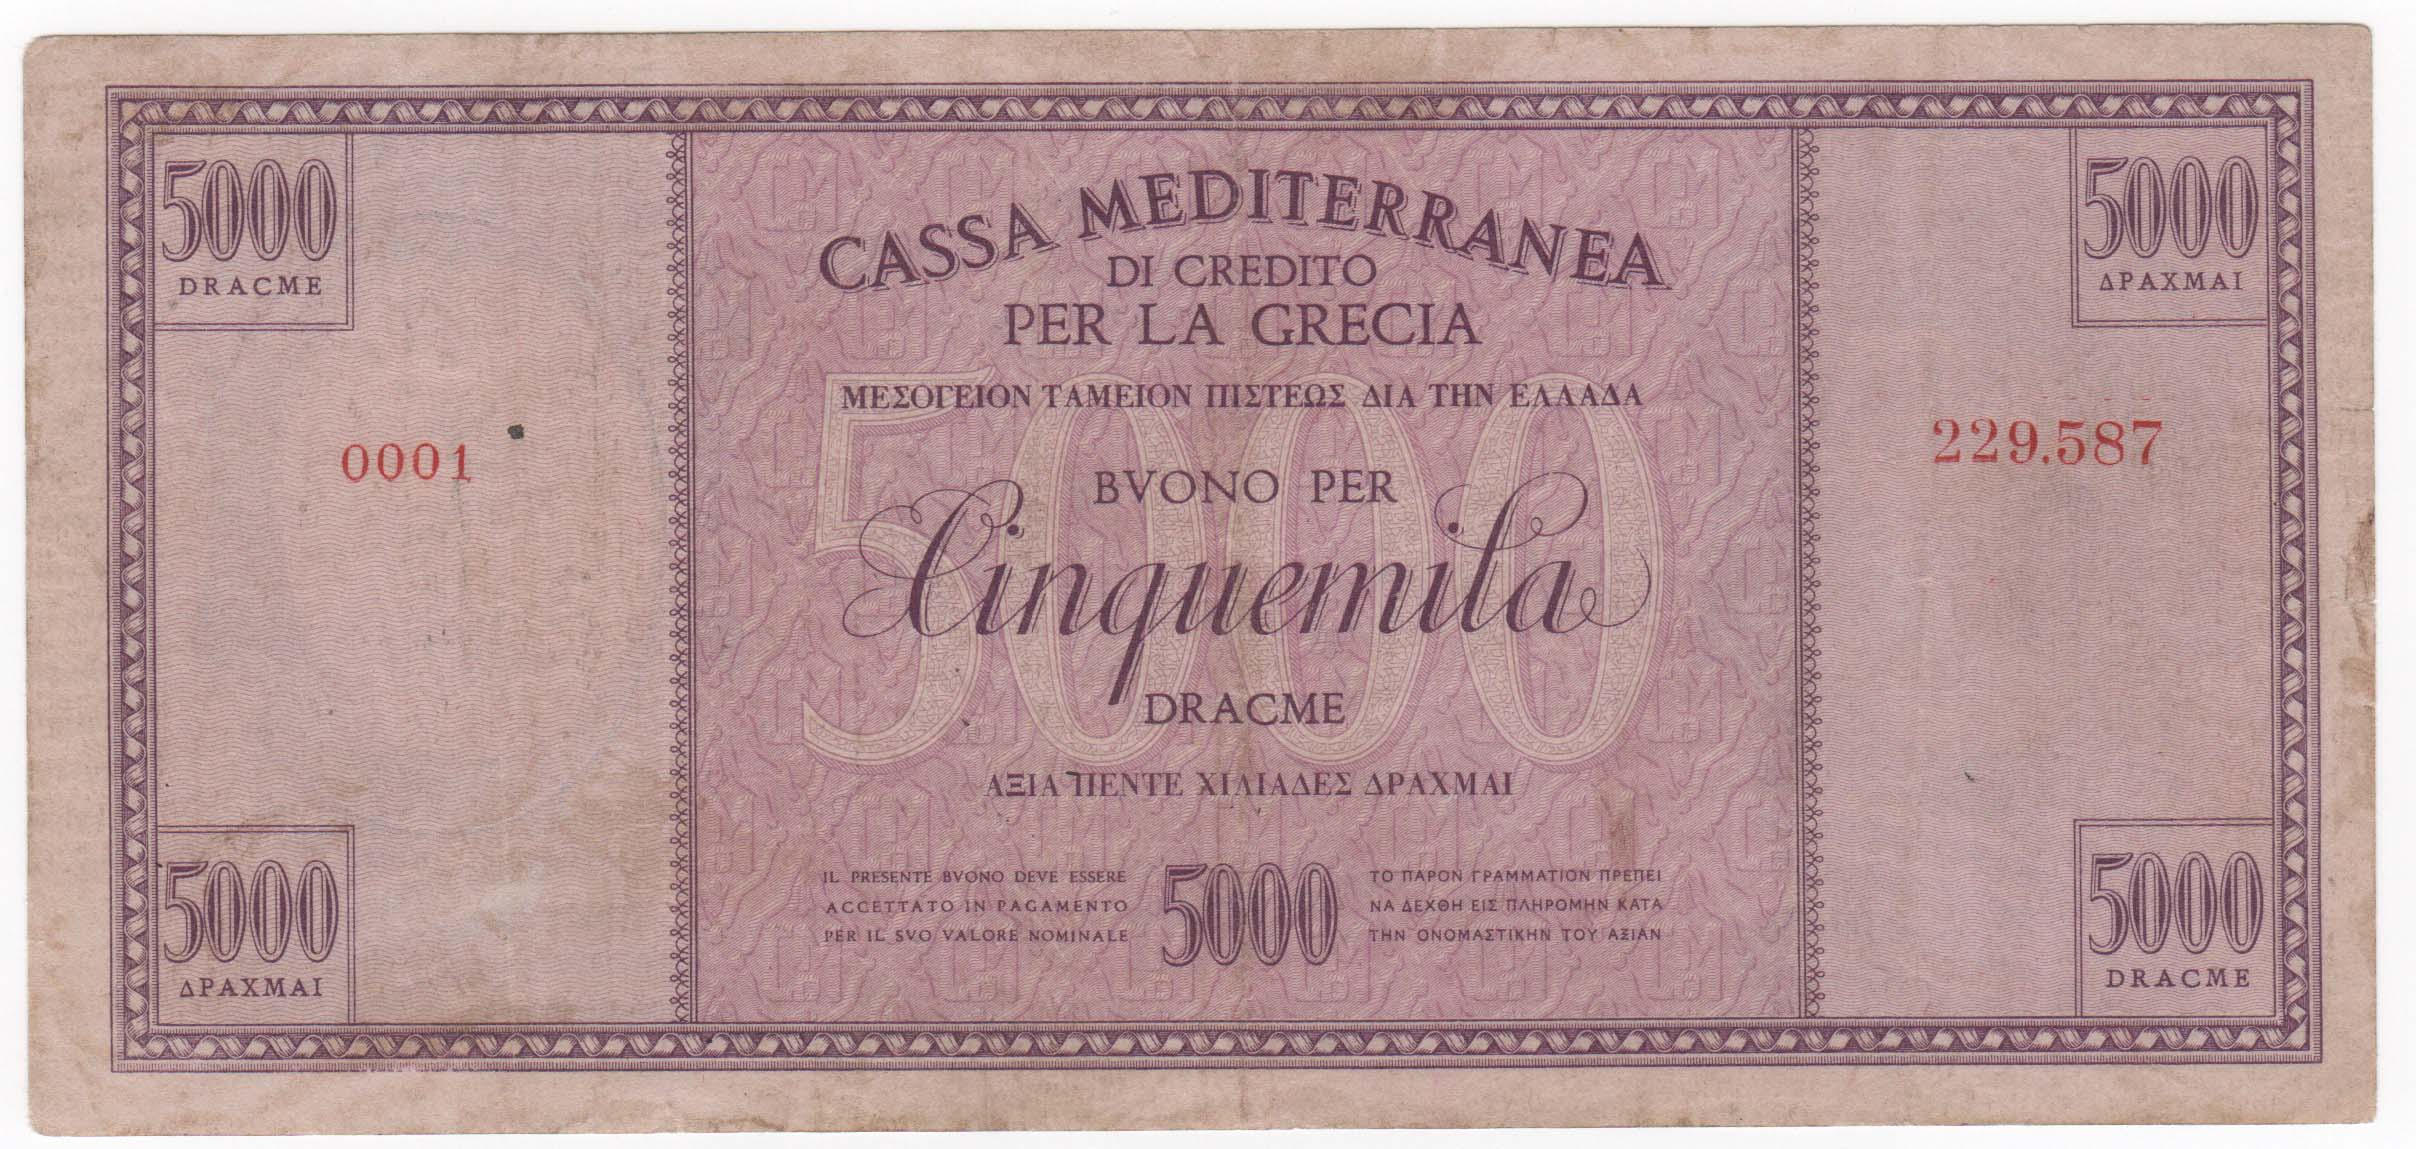 5000
DRACME
5000
ΔΡΑΧΜΑΙ
CASSA MEDITERRANEA
DI CREDITO
PER LA GRECIA
ΜΕΣΟΓΕΙΟΝ ΤΑΜΕΙΟΝ ΠΙΣΤΕΩΣ ΔΙΑ ΤΗΝ ΕΛΛΑΔΑ
0001
229.587
5000
BVONO PER
Cinquemila
DRACME
ΑΞΙΑ ΠΕΝΤΕ ΧΙΛΙΑΔΕΣ ΔΡΑΧΜΑΙ
IL PRESENTE BVONO DEVE ESSERE
ACCETTATO IN PAGAMENTO
PER IL SVO VALORE NOMINALE
5000
ΤΟ ΠΑΡΟΝ ΓΡΑΜΜΑΤΙΟΝ ΠΡΕΠΕΙ
ΝΑ ΔΕΧΘΗ ΕΙΣ ΠΛΗΡΟΜΗΝ ΚΑΤΑ
ΤΗΝ ΟΝΟΜΑΣΤΙΚΗΝ ΤΟΥ ΑΞΙΑΝ
5000
ΔΡΑΧΜΑΙ
5000
DRACME